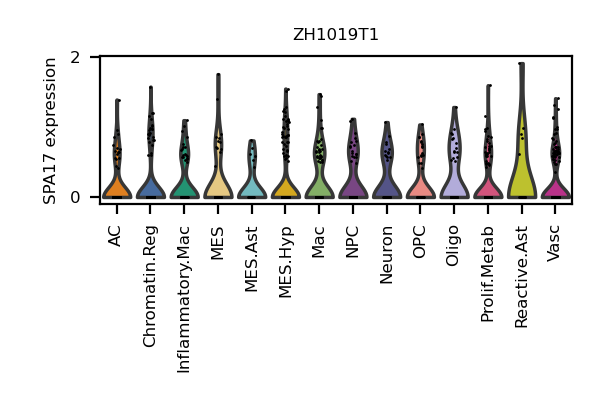 ZH1019T1
SPA17 expression
2
0
AC
Chromatin.Reg
Inflammatory.Mac
MES
MES.Ast
MES.Hyp
Mac
NPC
Neuron
OPC
Oligo
Prolif.Metab
Reactive.Ast
Vasc